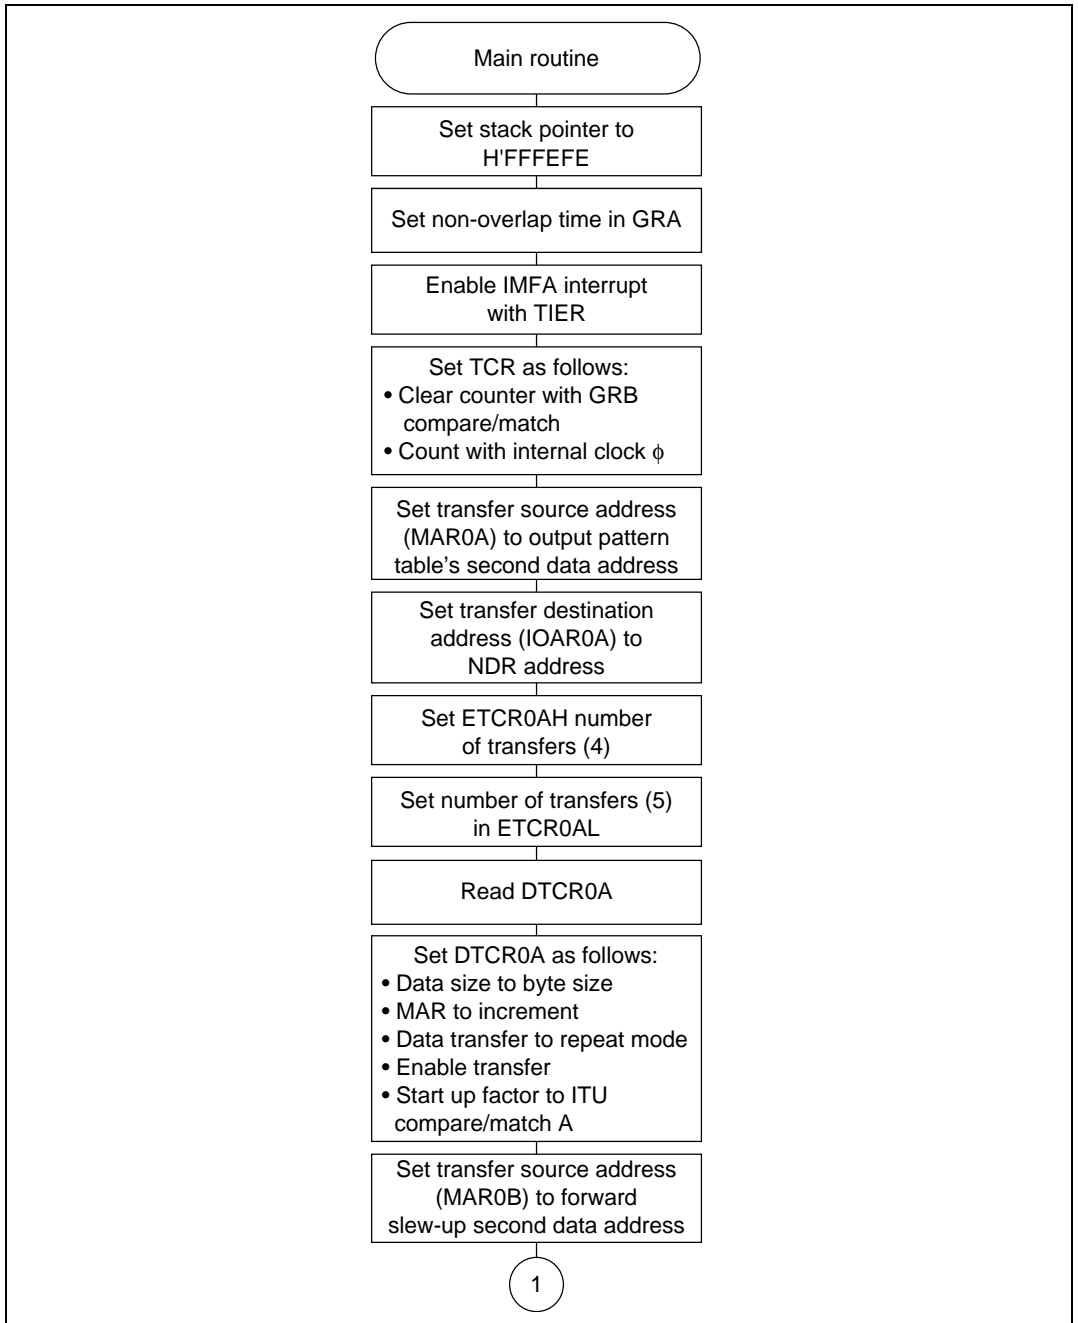 Main routine
Set stack pointer to
H'FFFEFE
Set non-overlap time in GRA
Enable IMFA interrupt
with TIER
Set TCR as follows:
• Clear counter with GRB
compare/match
• Count with internal clock ϕ
Set transfer source address
(MAR0A) to output pattern
table's second data address
Set transfer destination
address (IOAR0A) to
NDR address
Set ETCR0AH number
of transfers (4)
Set number of transfers (5)
in ETCR0AL
Read DTCR0A
Set DTCR0A as follows:
• Data size to byte size
• MAR to increment
• Data transfer to repeat mode
• Enable transfer
• Start up factor to ITU
compare/match A
Set transfer source address
(MAR0B) to forward
slew-up second data address
1